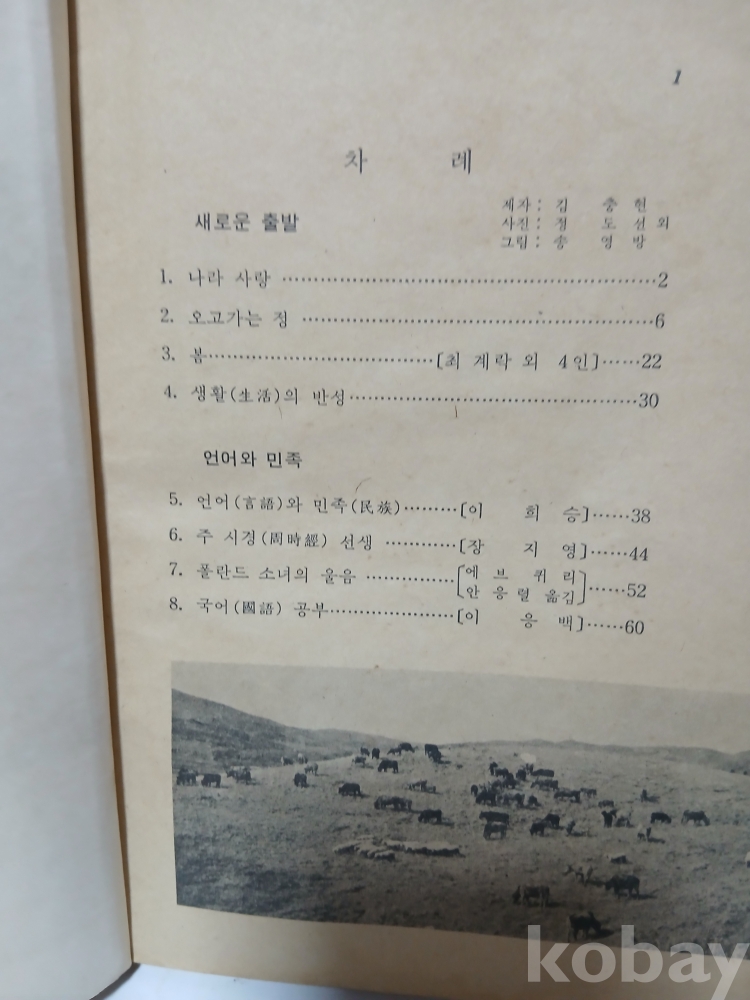 1
차 례
제자 : 김 충 현
사진 : 정 도 선 외
그림 : 송 영 방
새로운 출발
1. 나라 사랑 ……………………………………………………2
2. 오고가는 정 …………………………………………………6
3. 봄………………………………[최 계락 외 4인]……22
4. 생활(生活)의 반성………………………………………30
언어와 민족
5. 언어(言語)와 민족(民族)………[이 희 승]……38
6. 주 시경(周時經) 선생 …………[장 지 영]……44
7. 폴란드 소녀의 울음 ……………[에 브 퀴 리
안 응 렬 옮김]……52
8. 국어(國語) 공부…………………[이 응 백]……60
kobay